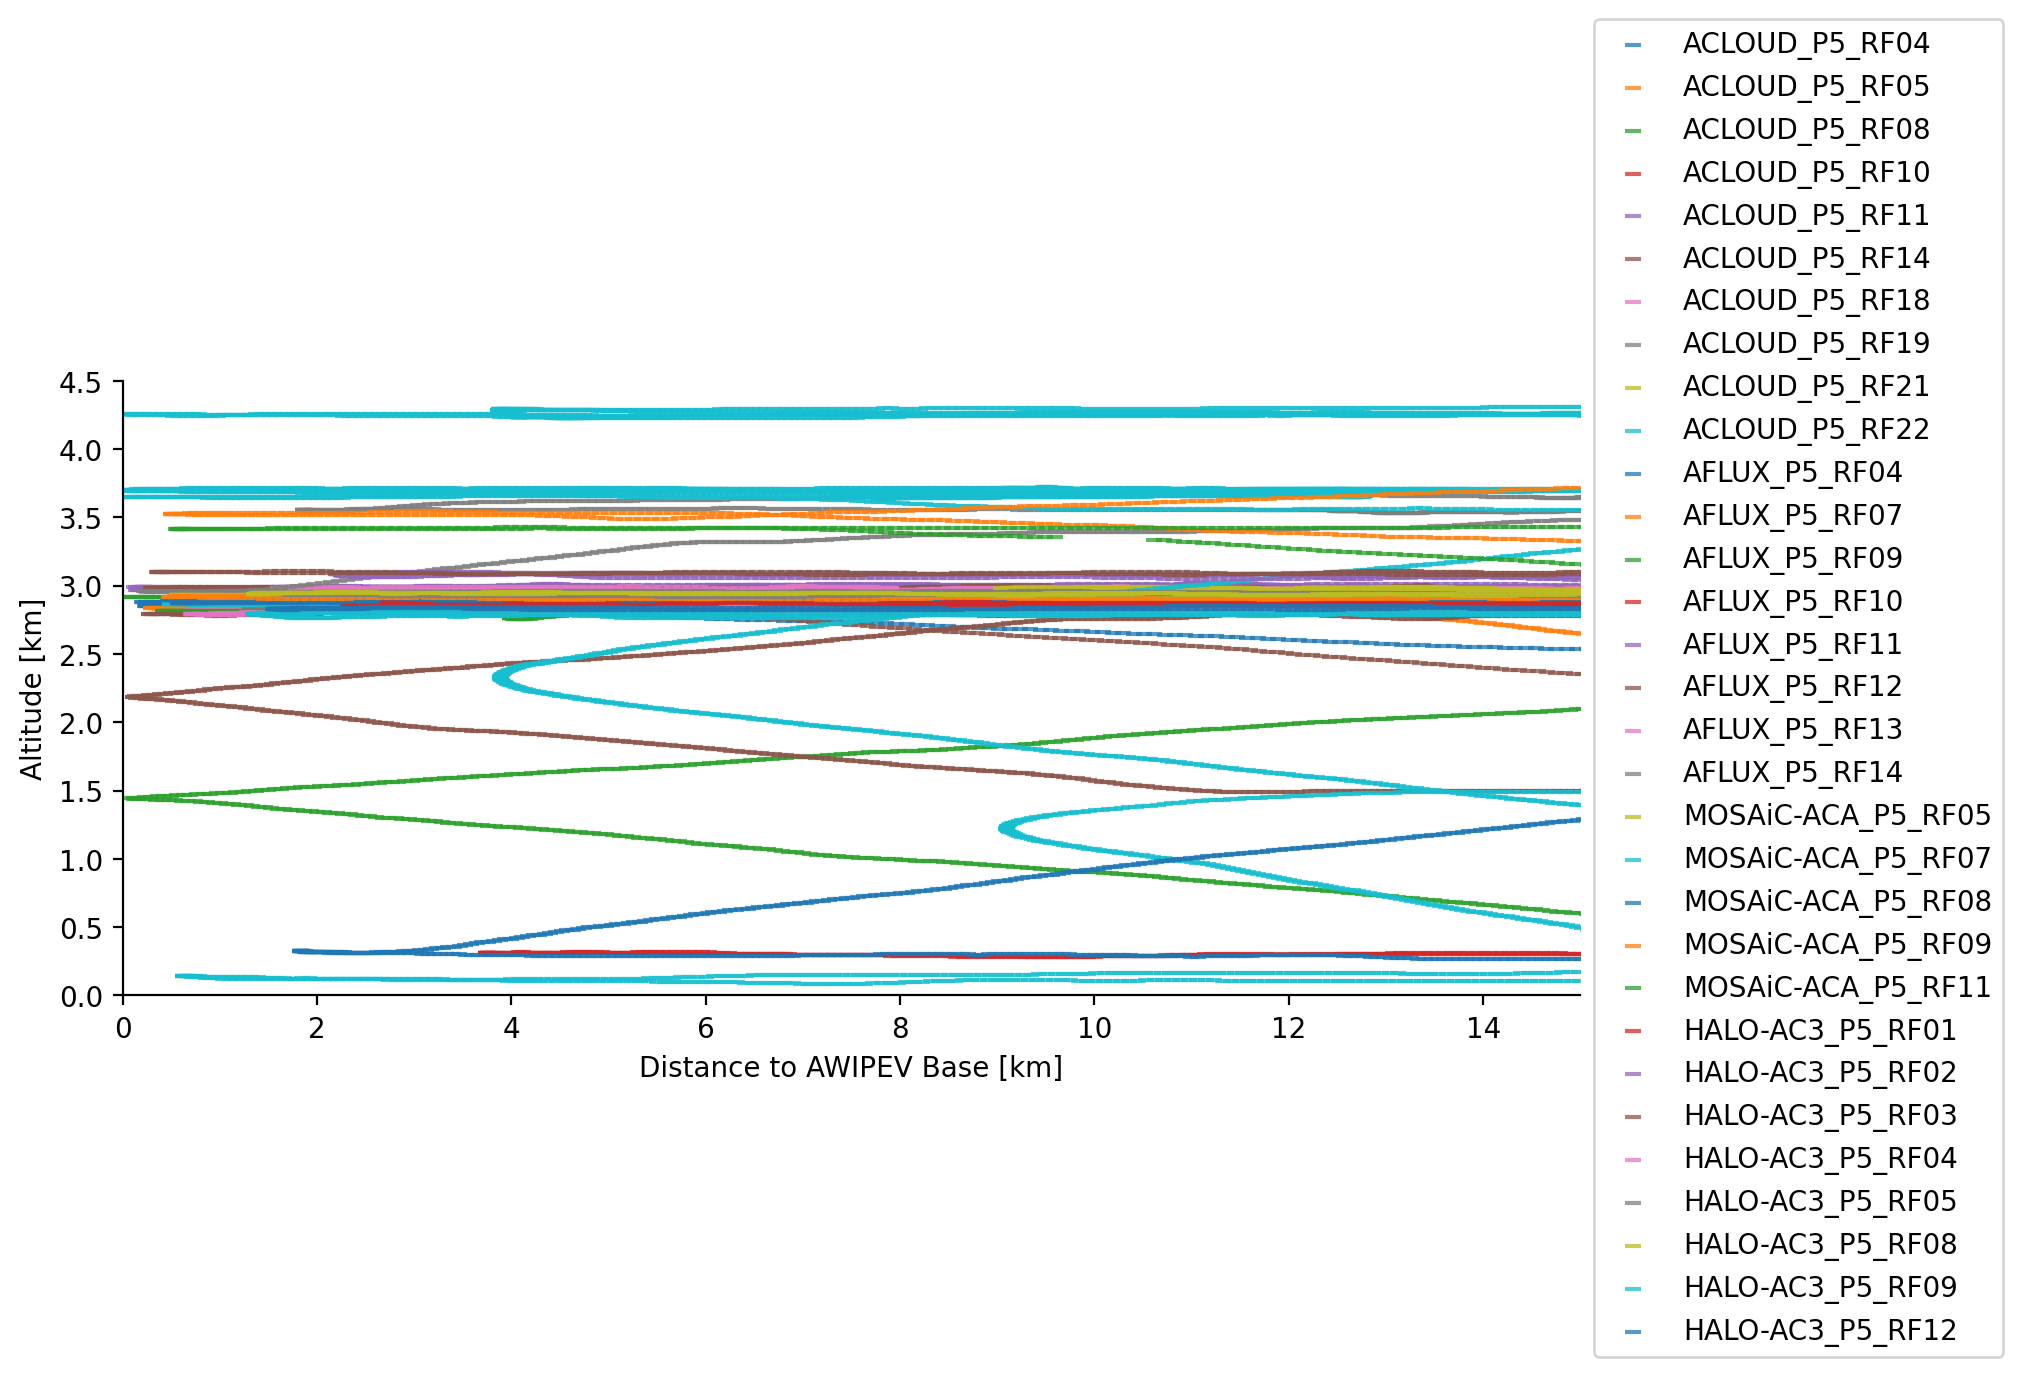 4.5
4.0
3.5
3.0
2.5
2.0
1.5
1.0
0.5
0.0
Altitude [km]
0 2 4 6 8 10 12 14
Distance to AWIPEV Base [km]
ACLOUD_P5_RF04
ACLOUD_P5_RF05
ACLOUD_P5_RF08
ACLOUD_P5_RF10
ACLOUD_P5_RF11
ACLOUD_P5_RF14
ACLOUD_P5_RF18
ACLOUD_P5_RF19
ACLOUD_P5_RF21
ACLOUD_P5_RF22
AFLUX_P5_RF04
AFLUX_P5_RF07
AFLUX_P5_RF09
AFLUX_P5_RF10
AFLUX_P5_RF11
AFLUX_P5_RF12
AFLUX_P5_RF13
AFLUX_P5_RF14
MOSAiC-ACA_P5_RF05
MOSAiC-ACA_P5_RF07
MOSAiC-ACA_P5_RF08
MOSAiC-ACA_P5_RF09
MOSAiC-ACA_P5_RF11
HALO-AC3_P5_RF01
HALO-AC3_P5_RF02
HALO-AC3_P5_RF03
HALO-AC3_P5_RF04
HALO-AC3_P5_RF05
HALO-AC3_P5_RF08
HALO-AC3_P5_RF09
HALO-AC3_P5_RF12